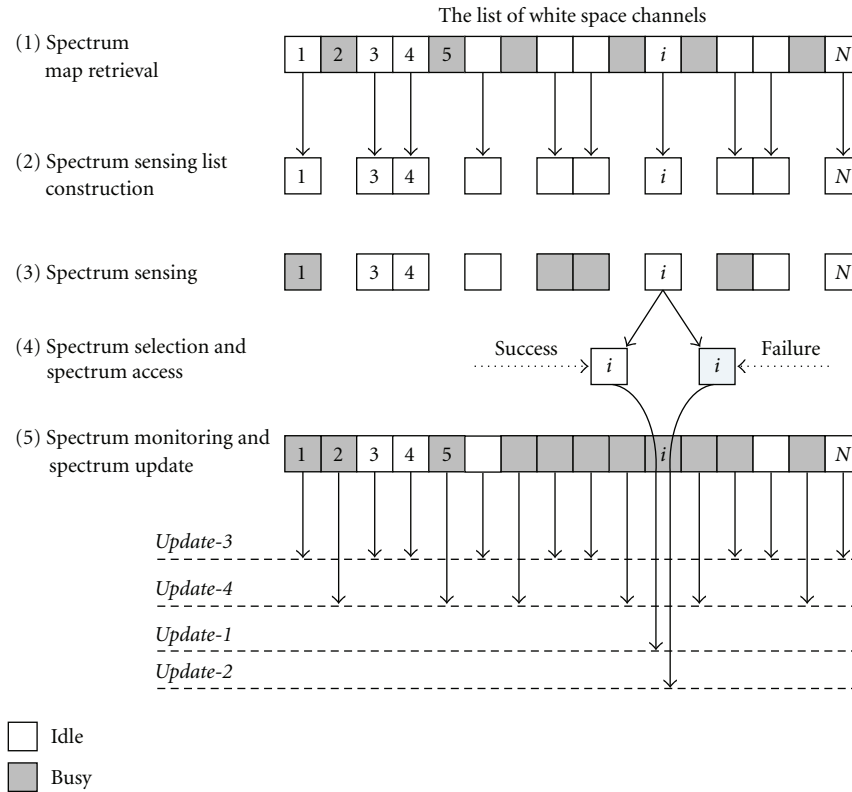 The list of white space channels
(1) Spectrum
map retrieval
1 2 3 4 5 i N
(2) Spectrum sensing list
construction
1 3 4 i N
(3) Spectrum sensing
1 3 4 i N
(4) Spectrum selection and
spectrum access
Success i i Failure
(5) Spectrum monitoring and
spectrum update
1 2 3 4 5 i N
Update-3
Update-4
Update-1
Update-2
Idle
Busy